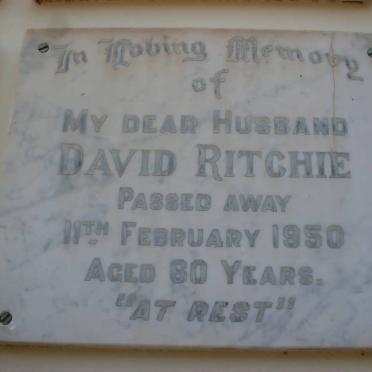 In Loving Memory
of
MY DEAR HUSBAND
DAVID RITCHIE
PASSED AWAY
11TH FEBRUARY 1950
AGED 80 YEARS.
"AT REST"